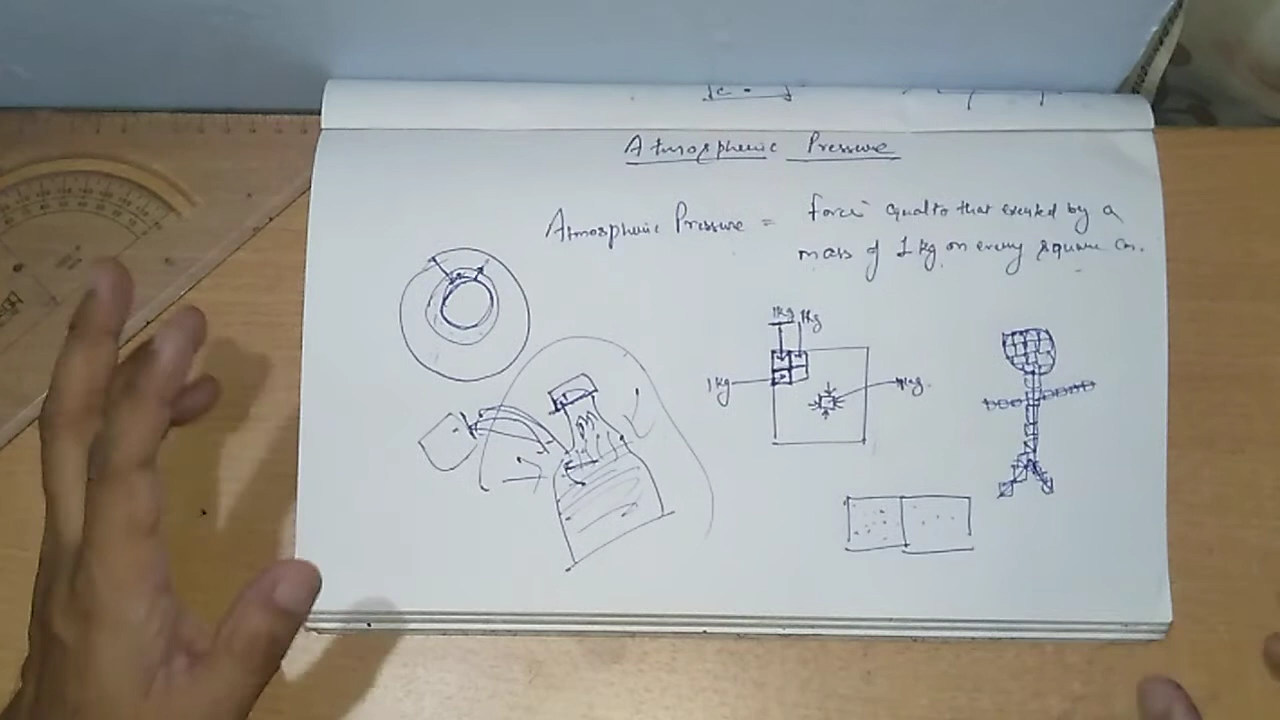 Atmospheric Pressure
Atmospheric Pressure = force equal to that exerted by a
mass of 1 kg on every square cm.
1kg 1kg
1kg